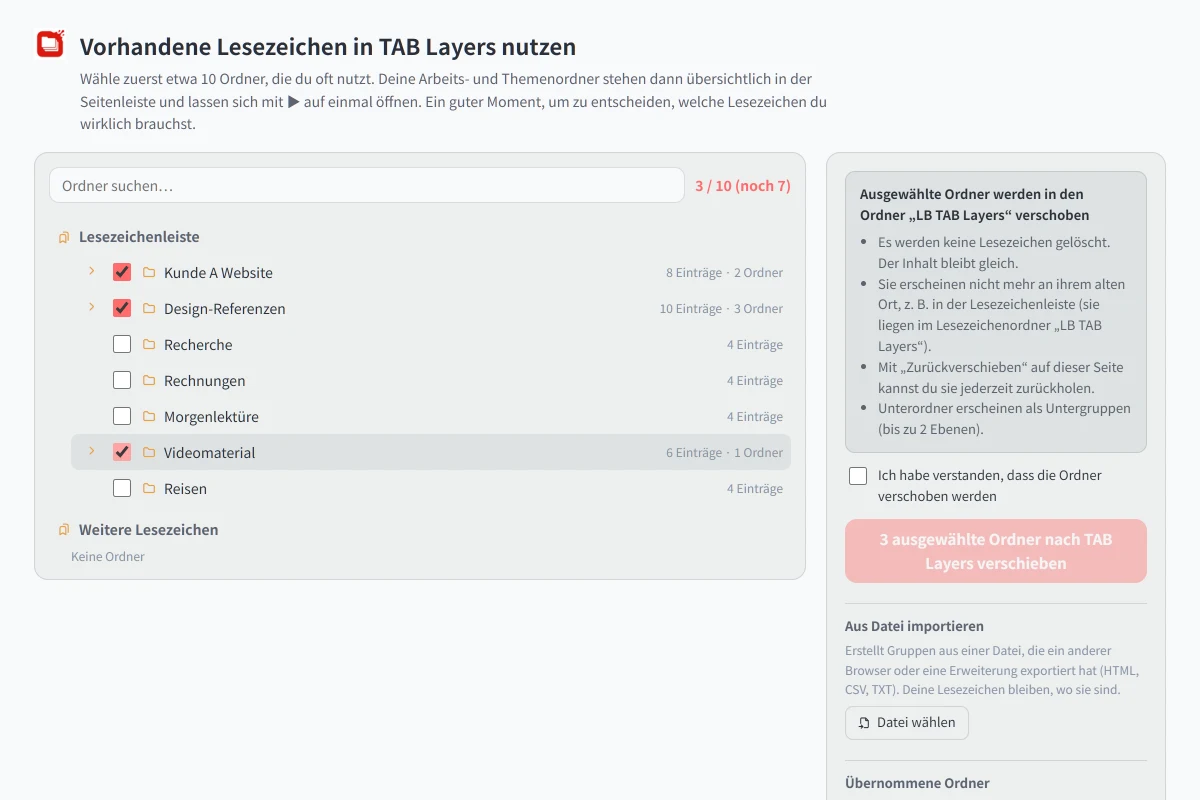 Vorhandene Lesezeichen in TAB Layers nutzen
Wähle zuerst etwa 10 Ordner, die du oft nutzt. Deine Arbeits- und Themenordner stehen dann übersichtlich in der
Seitenleiste und lassen sich mit ▶ auf einmal öffnen. Ein guter Moment, um zu entscheiden, welche Lesezeichen du
wirklich brauchst.
Ordner suchen…
3 / 10 (noch 7)
Lesezeichenleiste
Kunde A Website
8 Einträge · 2 Ordner
Design-Referenzen
10 Einträge · 3 Ordner
Recherche
4 Einträge
Rechnungen
4 Einträge
Morgenlektüre
4 Einträge
Videomaterial
6 Einträge · 1 Ordner
Reisen
4 Einträge
Weitere Lesezeichen
Keine Ordner
Ausgewählte Ordner werden in den
Ordner „LB TAB Layers“ verschoben
• Es werden keine Lesezeichen gelöscht.
Der Inhalt bleibt gleich.
• Sie erscheinen nicht mehr an ihrem alten
Ort, z. B. in der Lesezeichenleiste (sie
liegen im Lesezeichenordner „LB TAB
Layers“).
• Mit „Zurückverschieben“ auf dieser Seite
kannst du sie jederzeit zurückholen.
• Unterordner erscheinen als Untergruppen
(bis zu 2 Ebenen).
Ich habe verstanden, dass die Ordner
verschoben werden
3 ausgewählte Ordner nach TAB
Layers verschieben
Aus Datei importieren
Erstellt Gruppen aus einer Datei, die ein anderer
Browser oder eine Erweiterung exportiert hat (HTML,
CSV, TXT). Deine Lesezeichen bleiben, wo sie sind.
Datei wählen
Übernommene Ordner